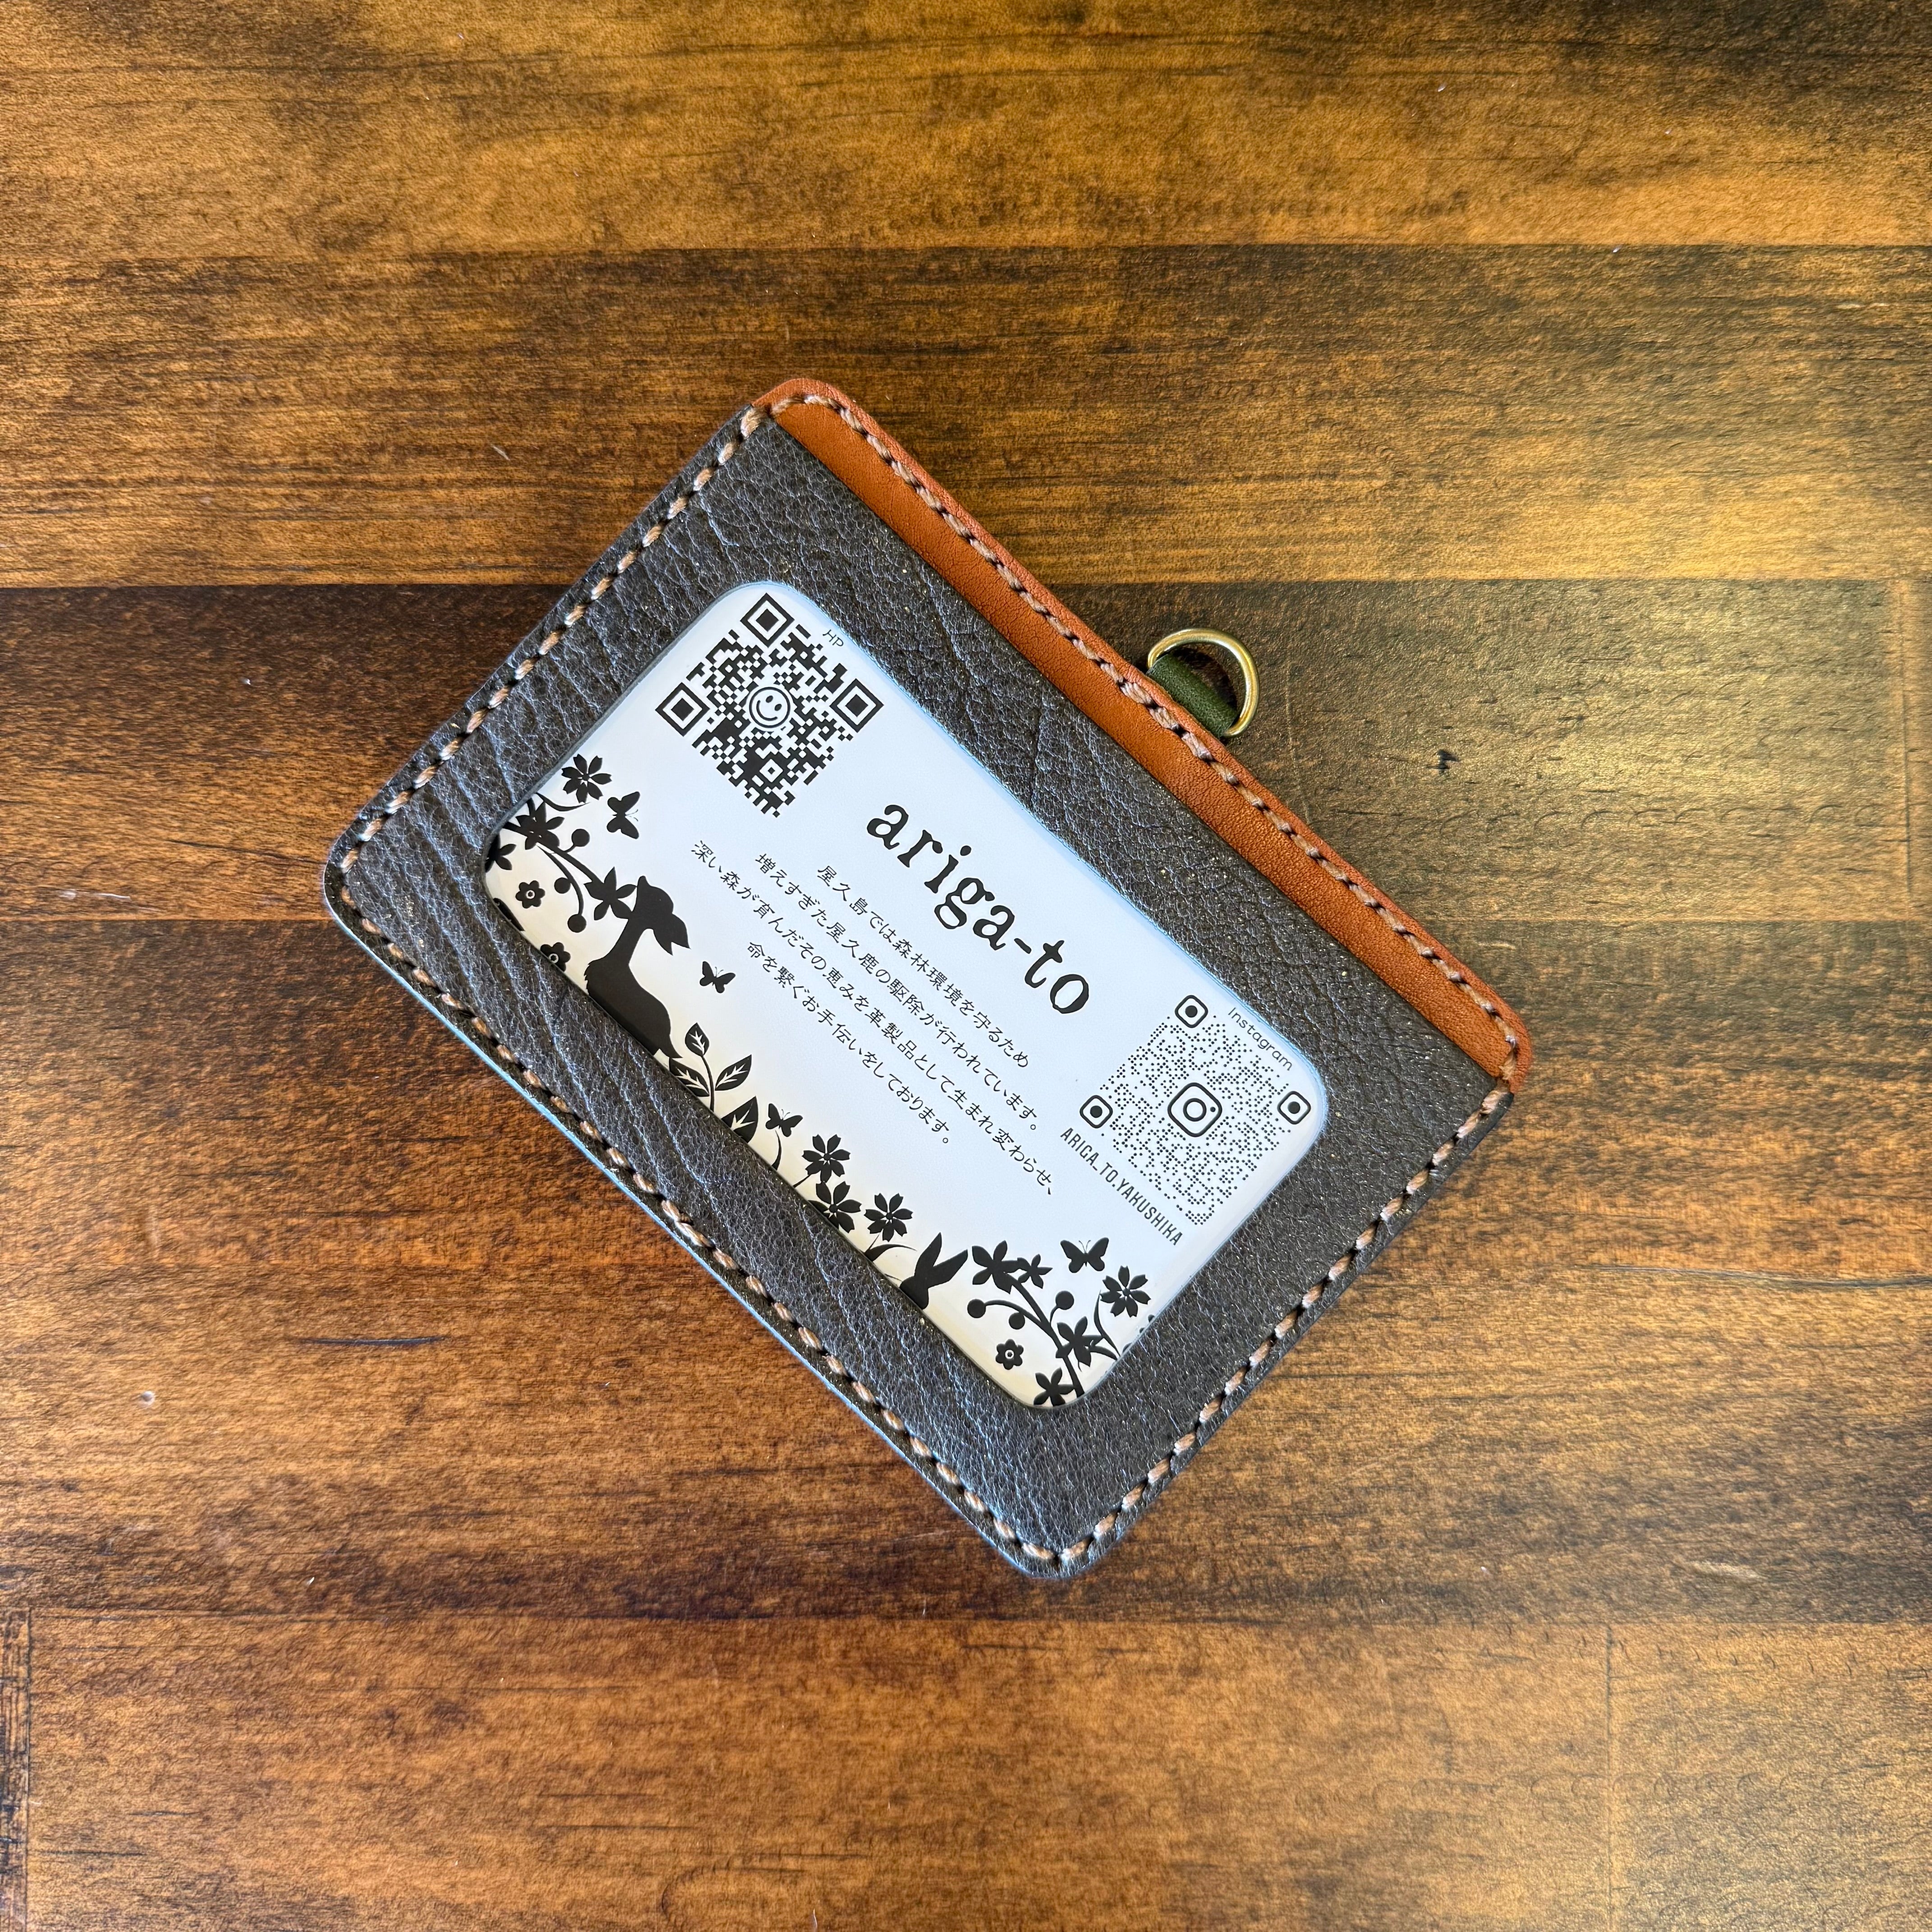 HP
ariga-to
屋久島では森林環境を守るため
増えすぎた屋久鹿の駆除が行われています。
深い森が育んだその恵みを革製品として生まれ変わらせ、
命を繋ぐお手伝いをしております。
Instagram
ARIGA_TO.YAKUSHIKA